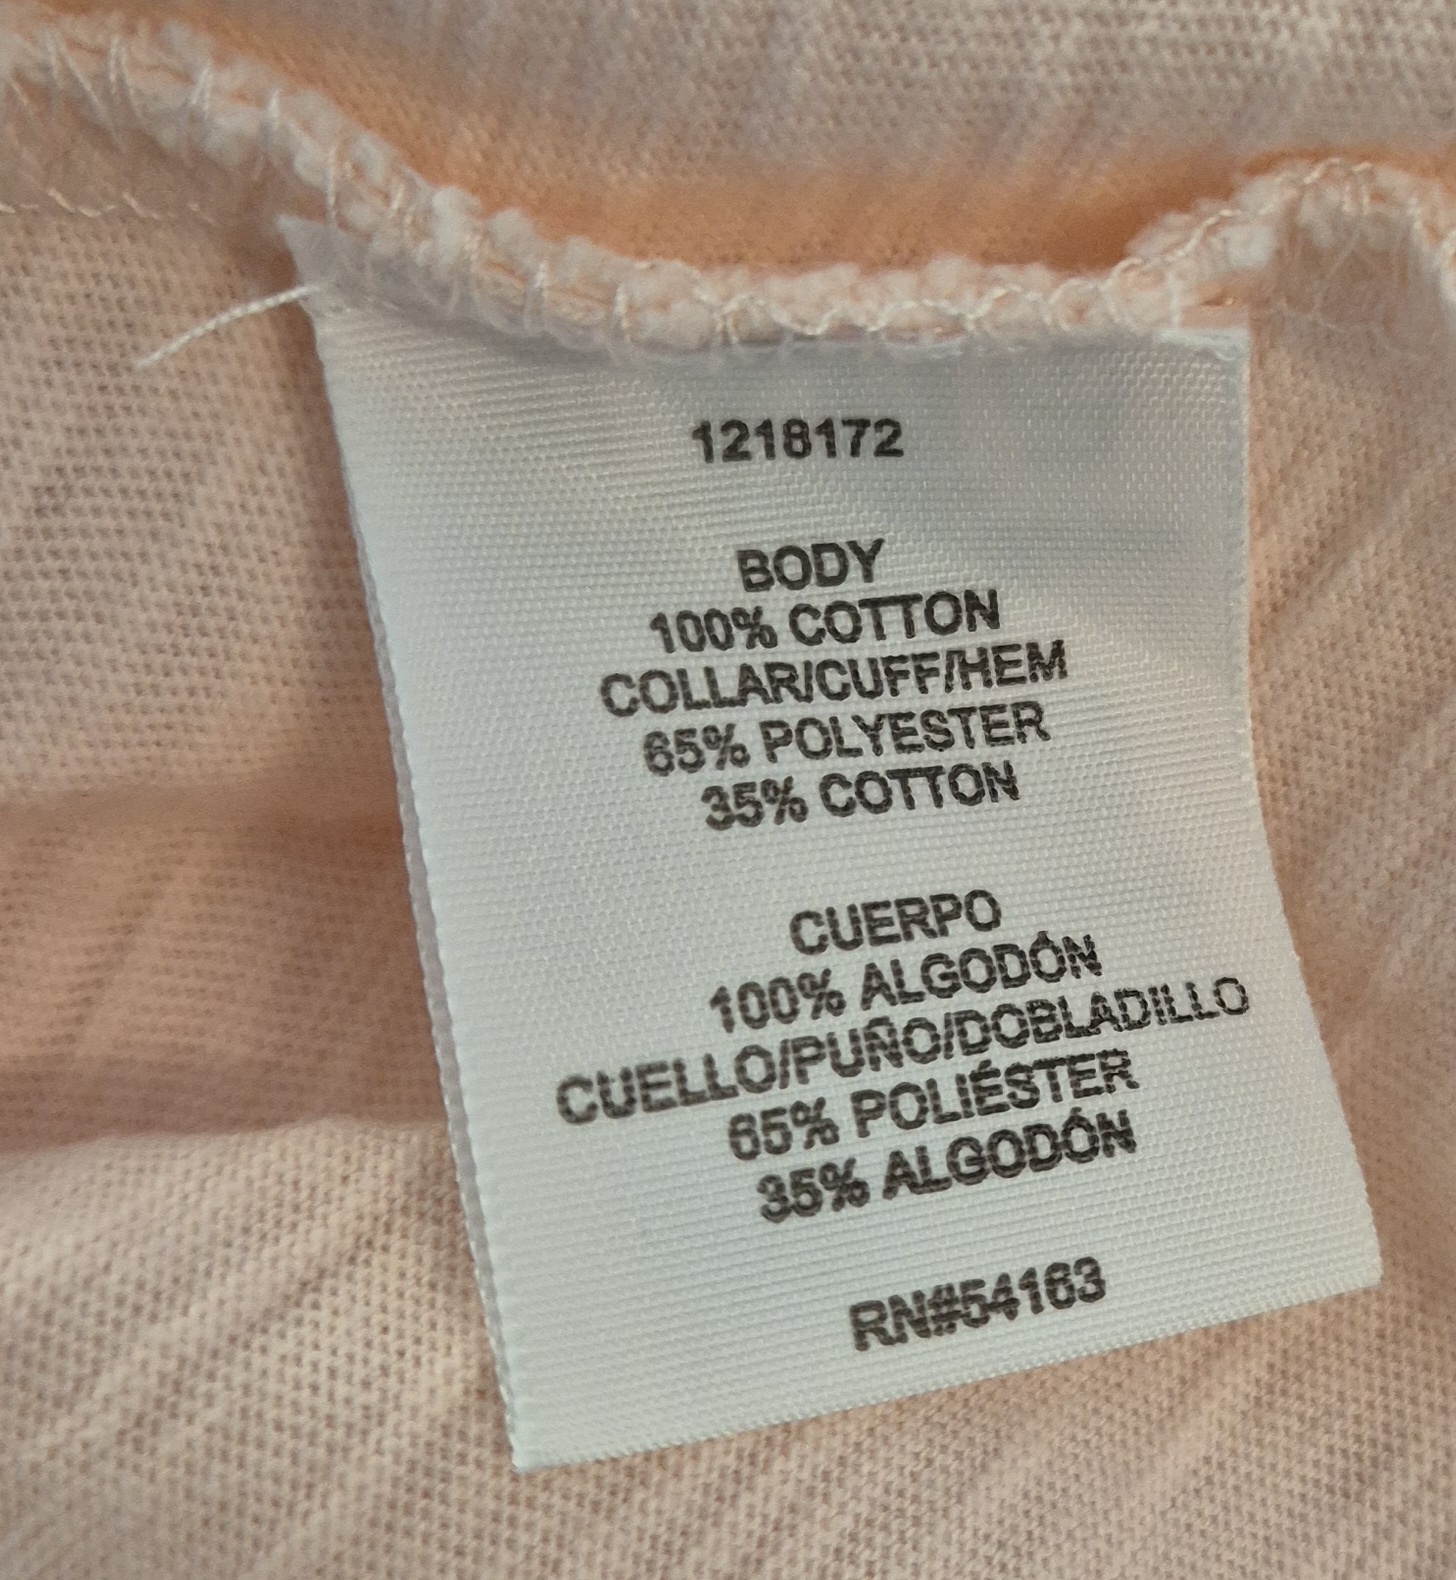 1218172
BODY
100% COTTON
COLLAR/CUFF/HEM
65% POLYESTER
35% COTTON
CUERPO
100% ALGODÓN
CUELLO/PUÑO/DOBLADILLO
65% POLIÉSTER
35% ALGODÓN
RN#54163